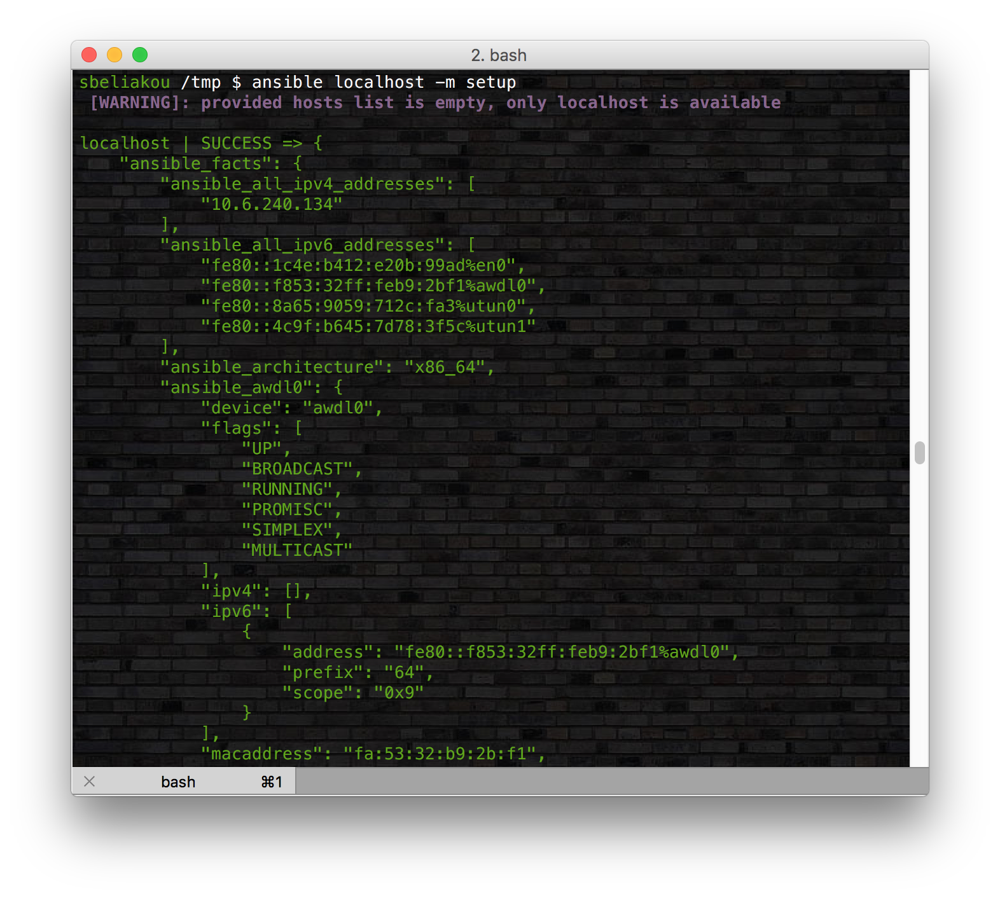 2. bash
sbeliakou /tmp $ ansible localhost -m setup
 [WARNING]: provided hosts list is empty, only localhost is available

localhost | SUCCESS => {
    "ansible_facts": {
        "ansible_all_ipv4_addresses": [
            "10.6.240.134"
        ],
        "ansible_all_ipv6_addresses": [
            "fe80::1c4e:b412:e20b:99ad%en0",
            "fe80::f853:32ff:feb9:2bf1%awdl0",
            "fe80::8a65:9059:712c:fa3%utun0",
            "fe80::4c9f:b645:7d78:3f5c%utun1"
        ],
        "ansible_architecture": "x86_64",
        "ansible_awdl0": {
            "device": "awdl0",
            "flags": [
                "UP",
                "BROADCAST",
                "RUNNING",
                "PROMISC",
                "SIMPLEX",
                "MULTICAST"
            ],
            "ipv4": [],
            "ipv6": [
                {
                    "address": "fe80::f853:32ff:feb9:2bf1%awdl0",
                    "prefix": "64",
                    "scope": "0x9"
                }
            ],
            "macaddress": "fa:53:32:b9:2b:f1",
bash ⌘1